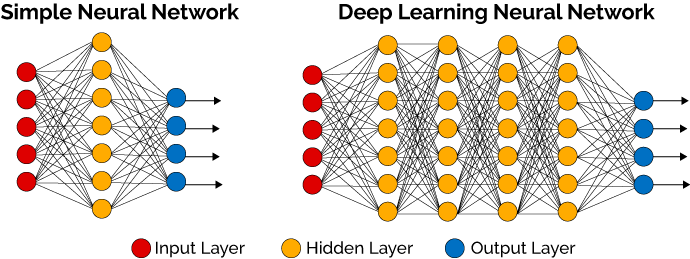 Simple Neural Network
Deep Learning Neural Network
Input Layer
Hidden Layer
Output Layer